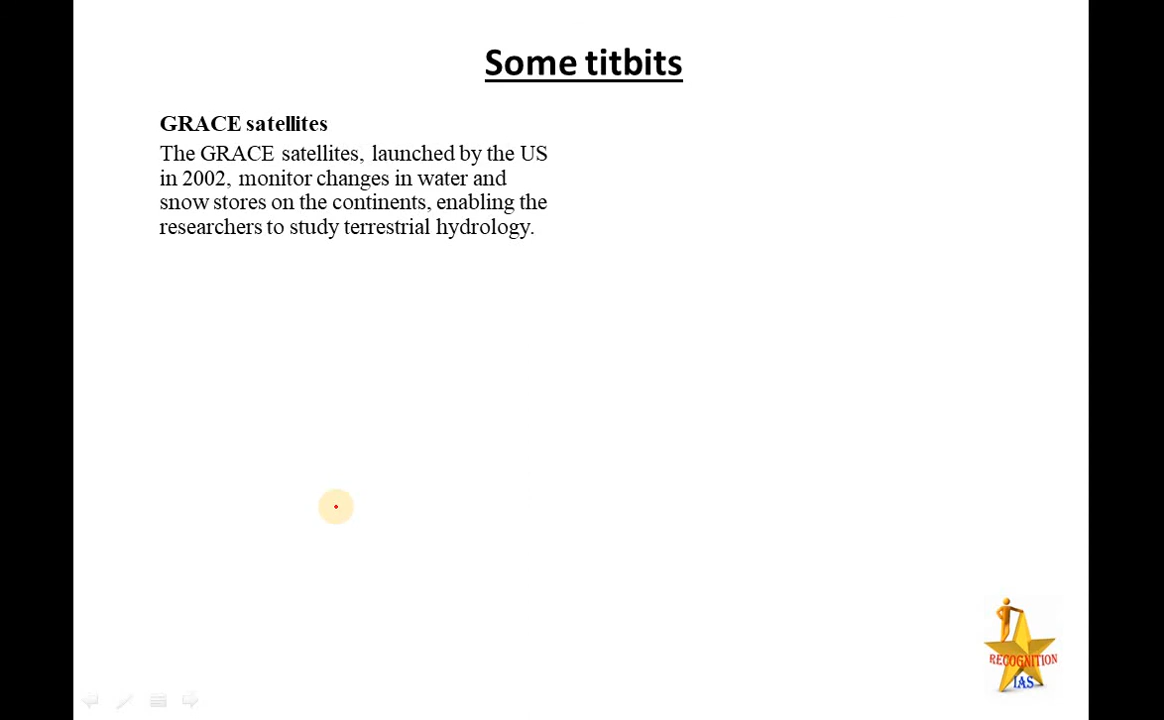 Some titbits
GRACE satellites
The GRACE satellites, launched by the US
in 2002, monitor changes in water and
snow stores on the continents, enabling the
researchers to study terrestrial hydrology.
RECOGNITION
IAS